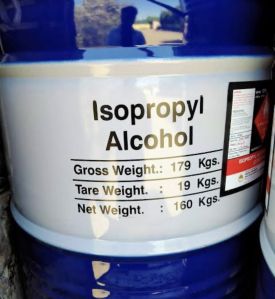 Isopropyl
Alcohol
Gross Weight.: 179 Kgs.
Tare Weight. : 19 Kgs.
Net Weight. : 160 Kgs.